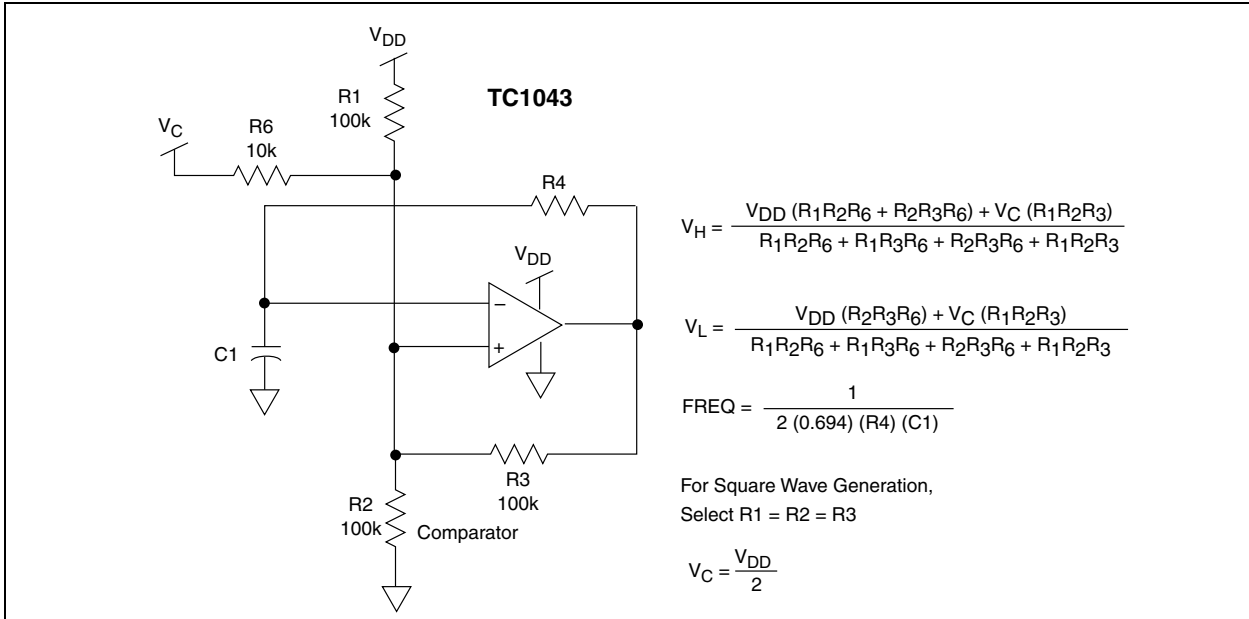 V_DD
R1
100k
TC1043
V_C
R6
10k
R4
V_H = V_DD (R1R2R6 + R2R3R6) + V_C (R1R2R3)
R1R2R6 + R1R3R6 + R2R3R6 + R1R2R3
V_DD
–
+
C1
V_L = V_DD (R2R3R6) + V_C (R1R2R3)
R1R2R6 + R1R3R6 + R2R3R6 + R1R2R3
FREQ = 1
2 (0.694) (R4) (C1)
R3
100k
R2
100k
Comparator
For Square Wave Generation,
Select R1 = R2 = R3
V_C = V_DD
2